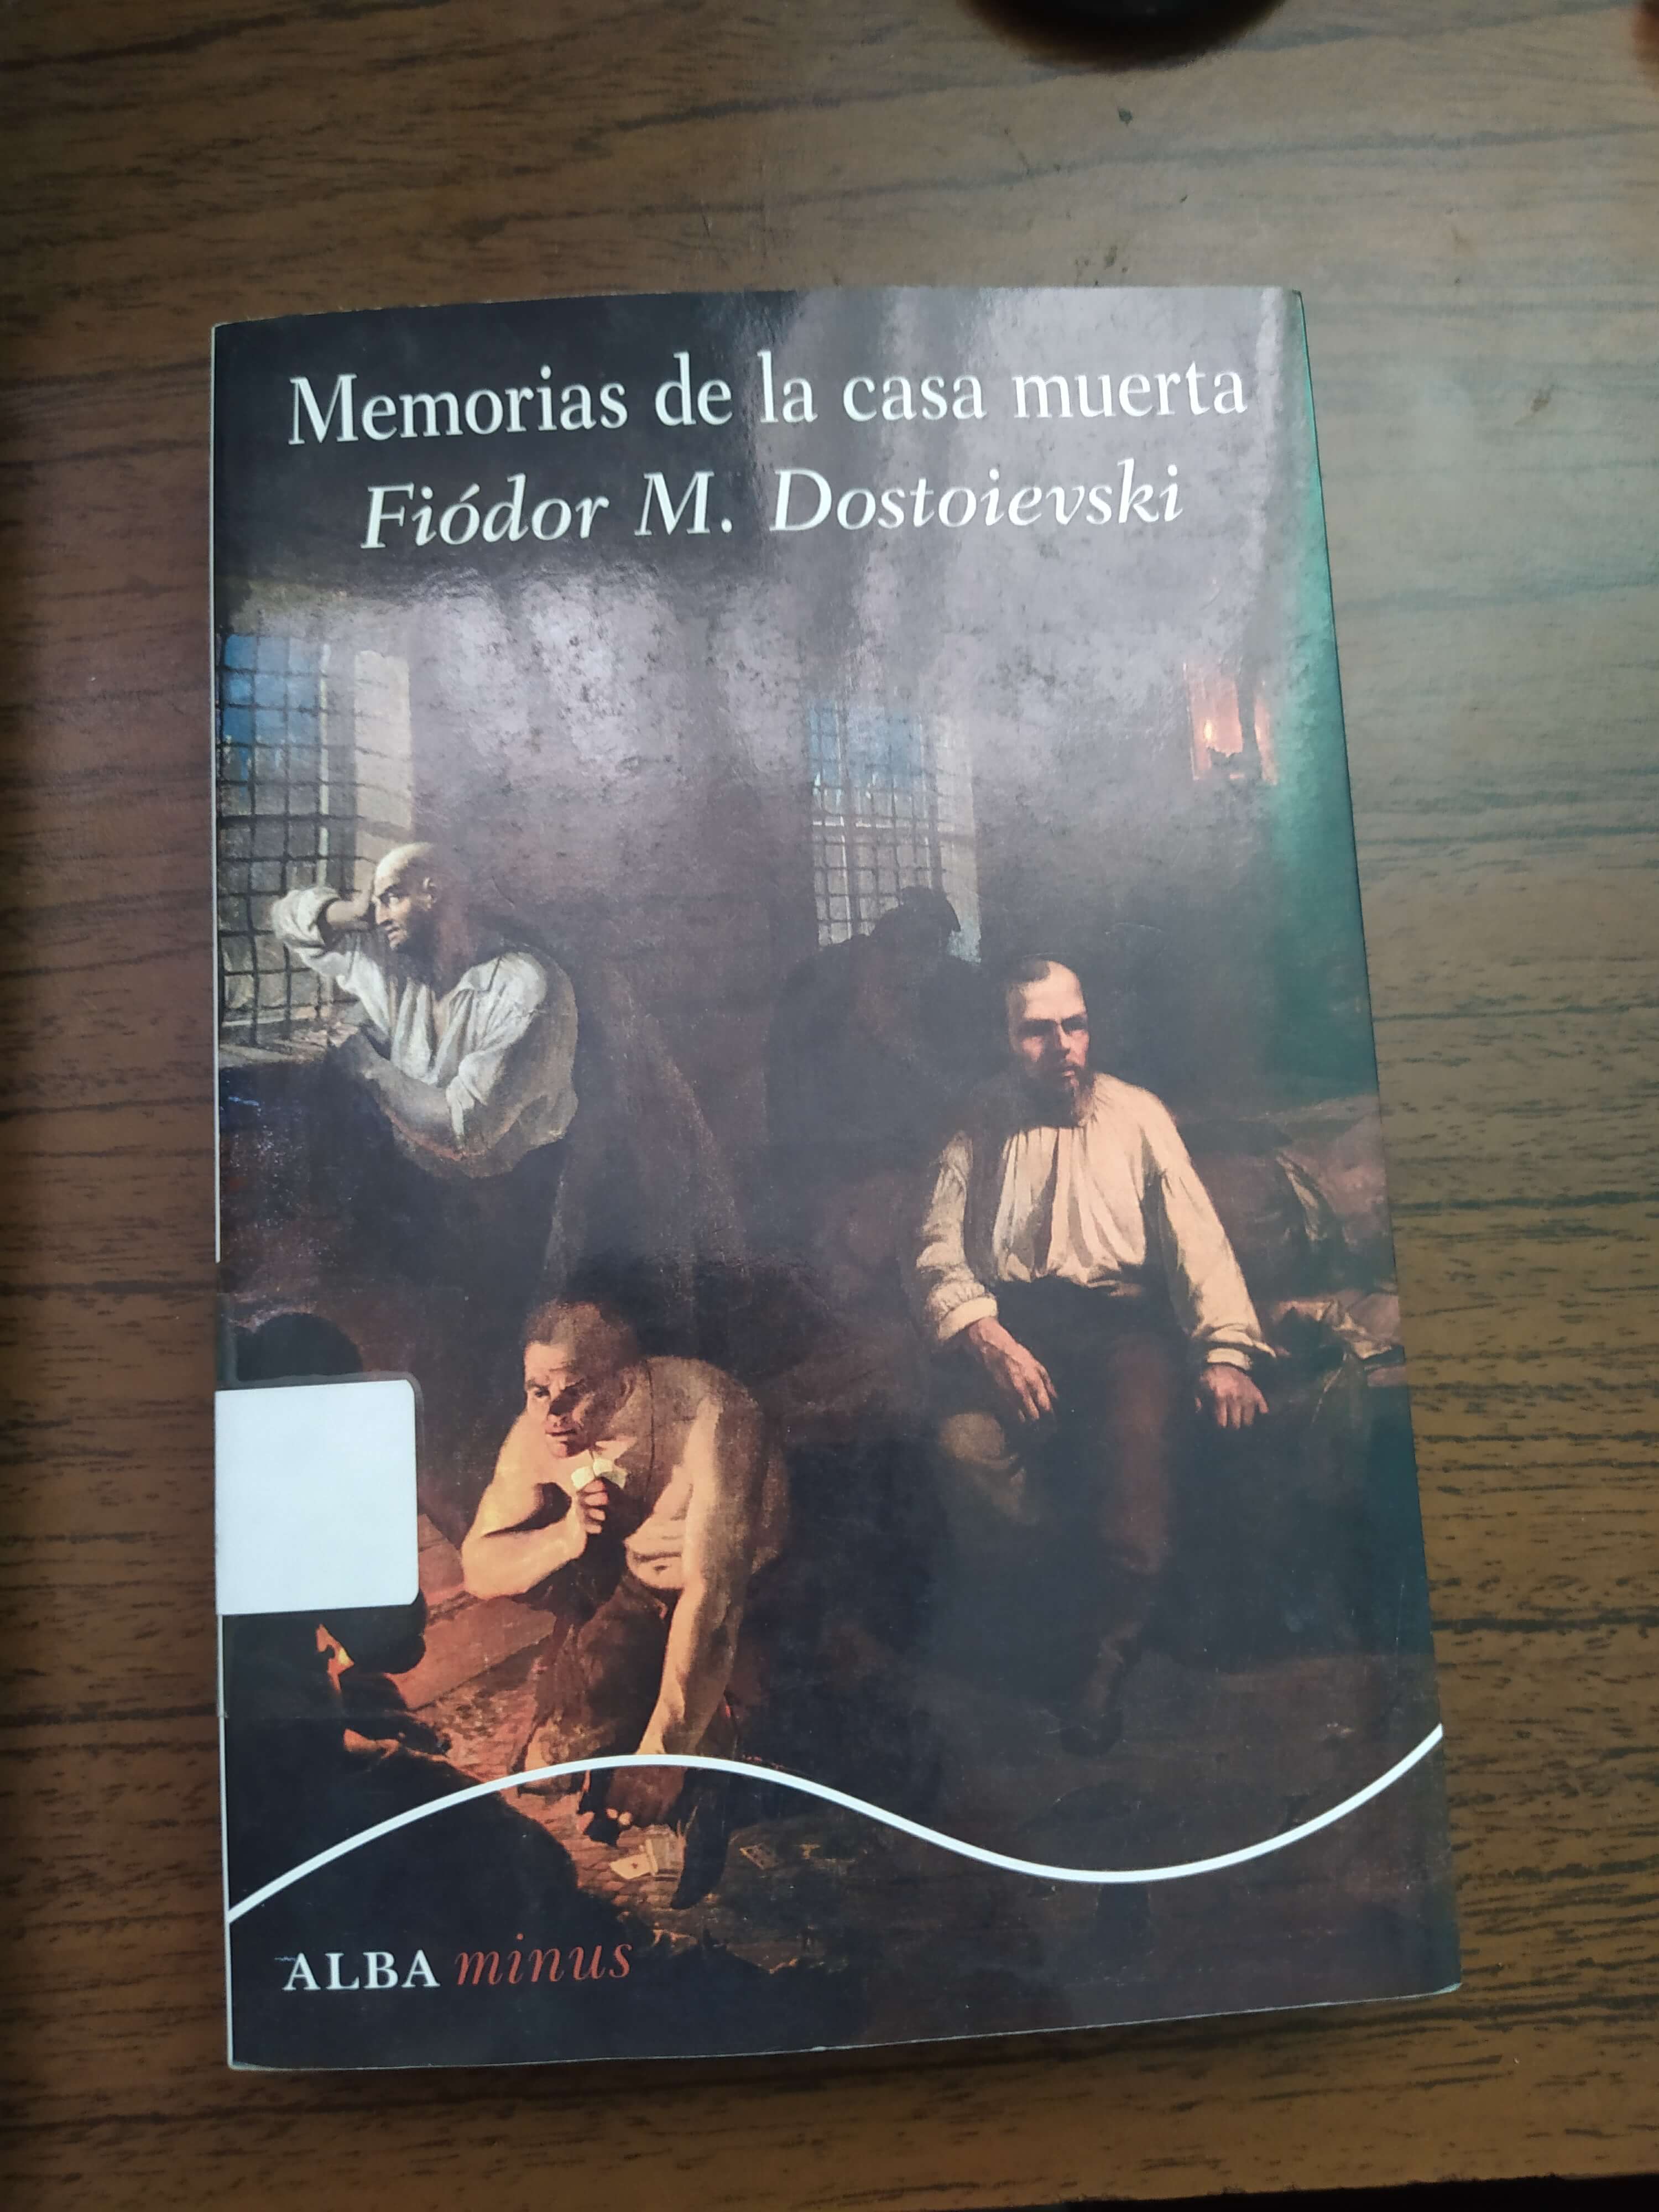 Memorias de la casa muerta
Fiódor M. Dostoievski
ALBA minus